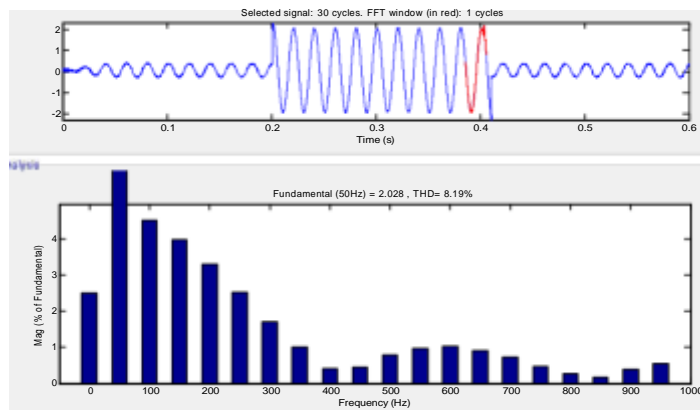 Selected signal: 30 cycles. FFT window (in red): 1 cycles
2
1
0
-1
-2
0 0.1 0.2 0.3 0.4 0.5 0.6
Time (s)
alysis
Fundamental (50Hz) = 2.028 , THD= 8.19%
Mag (% of Fundamental)
4
3
2
1
0
0 100 200 300 400 500 600 700 800 900 1000
Frequency (Hz)